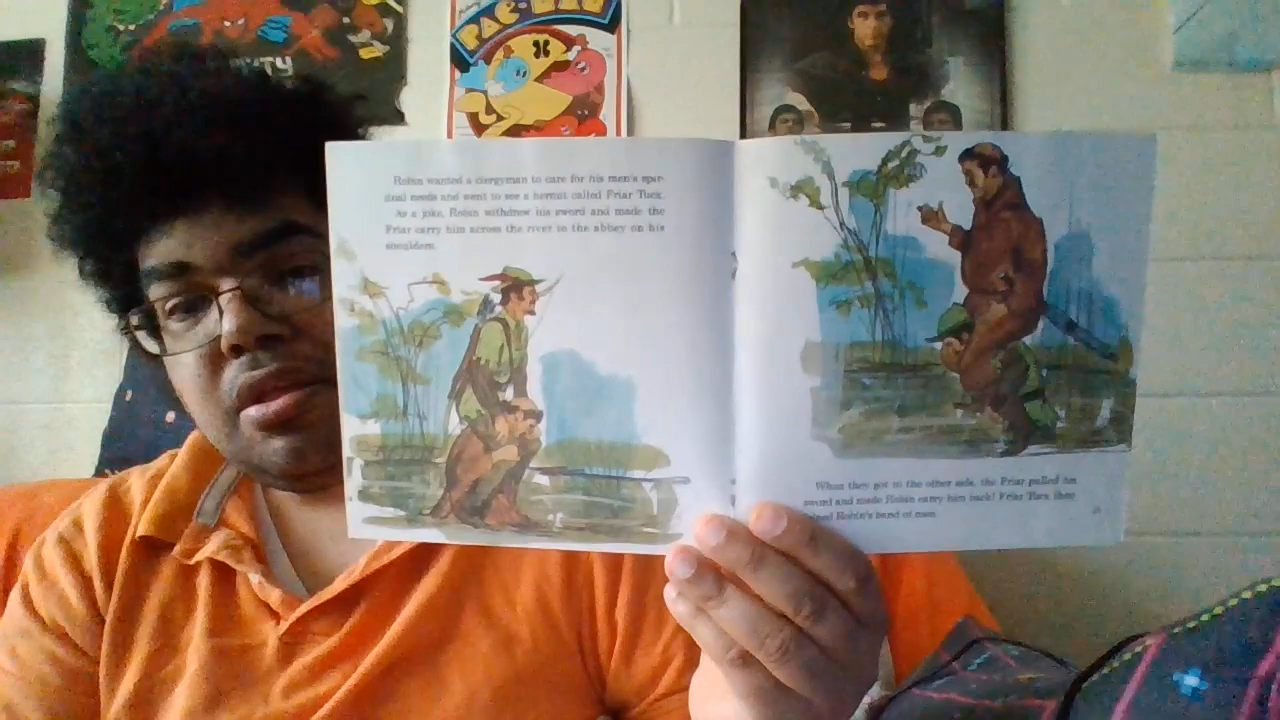 PAC-MAN
Robin wanted a clergyman to care for his men's spir-
itual needs and went to see a hermit called Friar Tuck.
As a joke, Robin withdrew his sword and made the
Friar carry him across the river to the abbey on his
shoulders.
When they got to the other side, the Friar pulled his
sword and made Robin carry him back! Friar Tuck then
joined Robin's band of men.